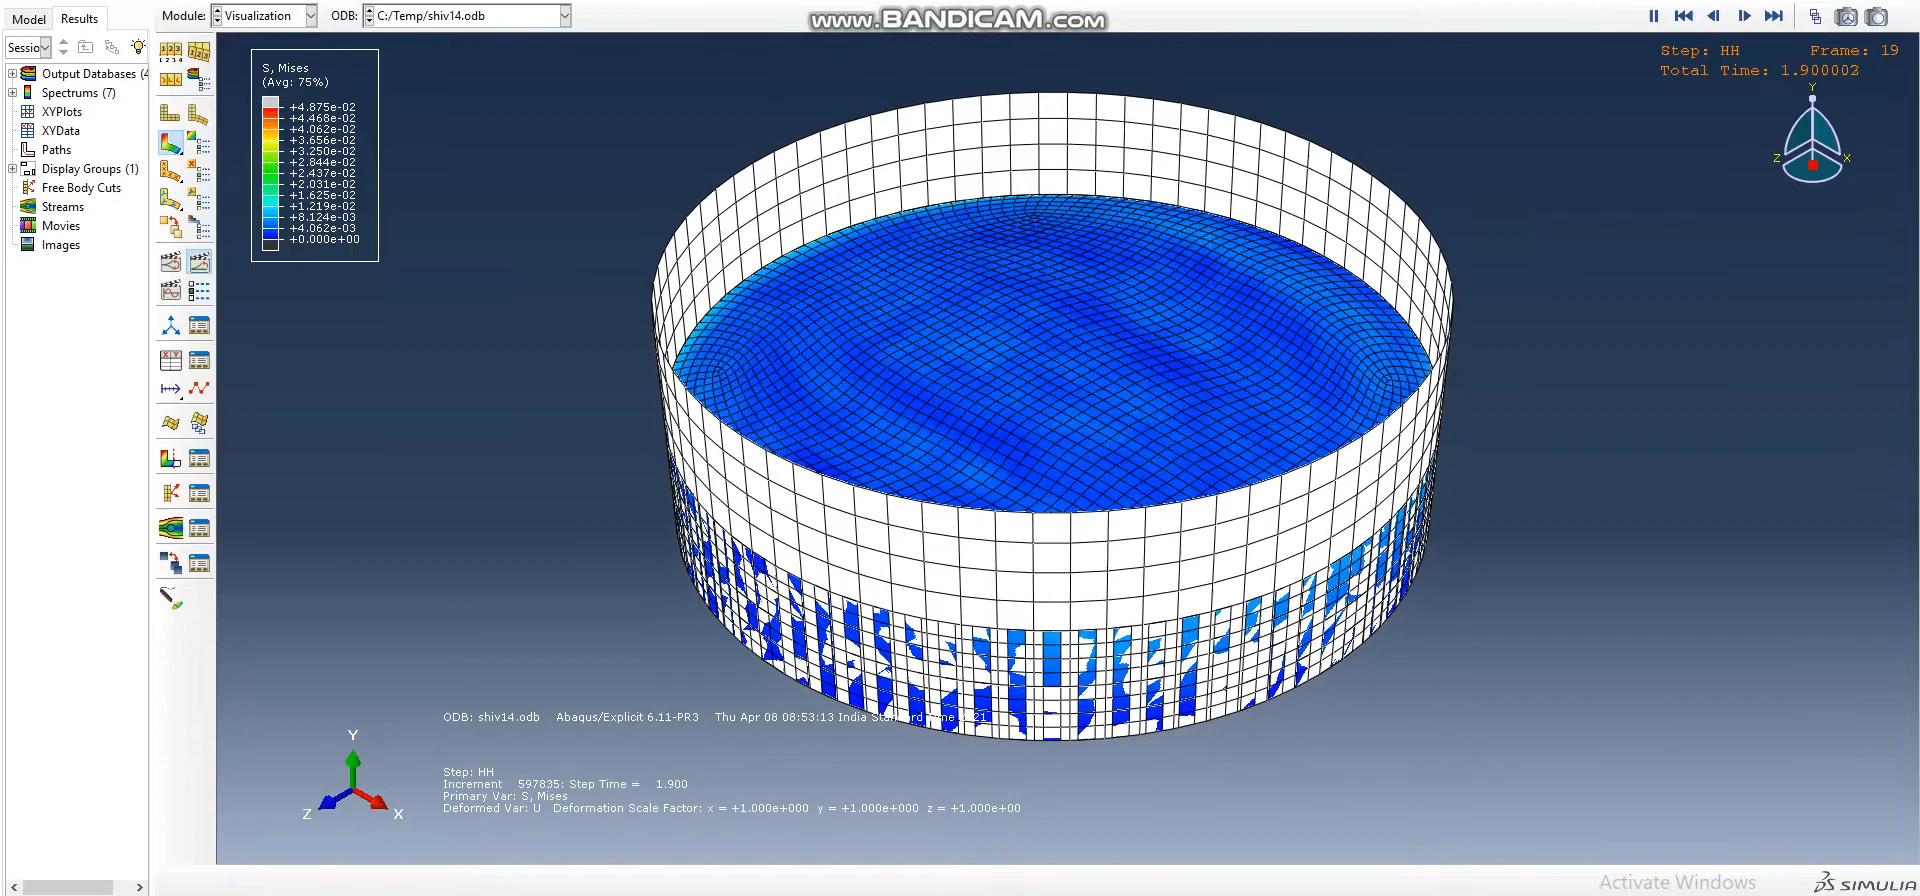 Model
Results
Module:
Visualization
ODB:
C:/Temp/shiv14.odb
www.BANDICAM.com
Sessio
Output Databases (4
Spectrums (7)
XYPlots
XYData
Paths
Display Groups (1)
Free Body Cuts
Streams
Movies
Images
S, Mises
(Avg: 75%)
+4.875e-02
+4.468e-02
+4.062e-02
+3.656e-02
+3.250e-02
+2.844e-02
+2.437e-02
+2.031e-02
+1.625e-02
+1.219e-02
+8.124e-03
+4.062e-03
+0.000e+00
Step: HH Frame: 19
Total Time: 1.900002
Y
Z
X
ODB: shiv14.odb Abaqus/Explicit 6.11-PR3 Thu Apr 08 08:53:13 India
Y
Z
X
Step: HH
Increment 597835: Step Time = 1.900
Primary Var: S, Mises
Deformed Var: U Deformation Scale Factor: x = +1.000e+000 y = +1.000e+000 z = +1.000e+00
Activate Windows
SIMULIA